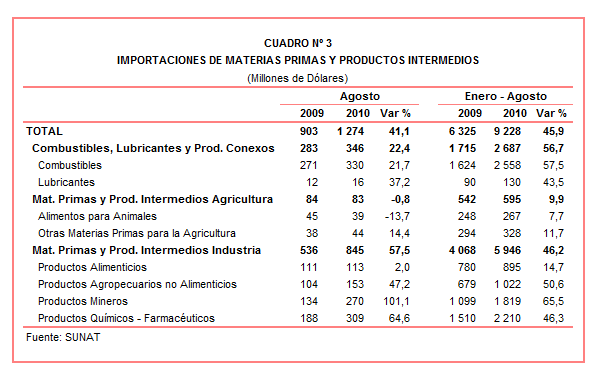 CUADRO Nº 3
IMPORTACIONES DE MATERIAS PRIMAS Y PRODUCTOS INTERMEDIOS
(Millones de Dólares)
Agosto Enero - Agosto
2009 2010 Var % 2009 2010 Var %
TOTAL 903 1 274 41,1 6 325 9 228 45,9
Combustibles, Lubricantes y Prod. Conexos 283 346 22,4 1 715 2 687 56,7
Combustibles 271 330 21,7 1 624 2 558 57,5
Lubricantes 12 16 37,2 90 130 43,5
Mat. Primas y Prod. Intermedios Agricultura 84 83 -0,8 542 595 9,9
Alimentos para Animales 45 39 -13,7 248 267 7,7
Otras Materias Primas para la Agricultura 38 44 14,4 294 328 11,7
Mat. Primas y Prod. Intermedios Industria 536 845 57,5 4 068 5 946 46,2
Productos Alimenticios 111 113 2,0 780 895 14,7
Productos Agropecuarios no Alimenticios 104 153 47,2 679 1 022 50,6
Productos Mineros 134 270 101,1 1 099 1 819 65,5
Productos Químicos - Farmacéuticos 188 309 64,6 1 510 2 210 46,3
Fuente: SUNAT